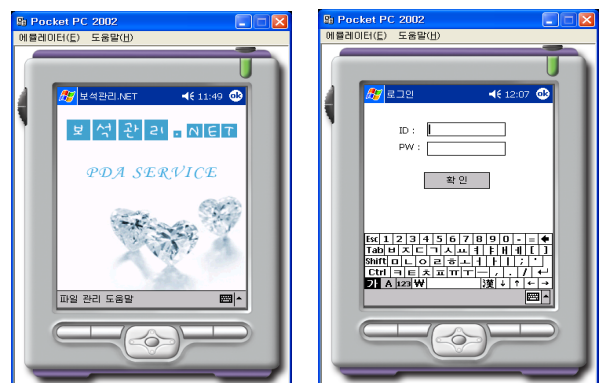 Pocket PC 2002
에뮬레이터(E) 도움말(H)
보석관리.NET 11:49 ok
보석관리.NET
PDA SERVICE
파일 관리 도움말
Pocket PC 2002
에뮬레이터(E) 도움말(H)
로그인 12:07 ok
ID :
PW :
확인
Esc 1 2 3 4 5 6 7 8 9 0 - =
Tab ㅂ ㅈ ㄷ ㄱ ㅅ ㅛ ㅕ ㅑ ㅐ ㅔ [ ]
Shift ㅁ ㄴ ㅇ ㄹ ㅎ ㅗ ㅓ ㅏ ㅣ ; '
Ctrl ㅋ ㅌ ㅊ ㅍ ㅠ ㅜ ㅡ , . / ↵
가 A 123 ₩ 漢 ↓ ↑ ← →